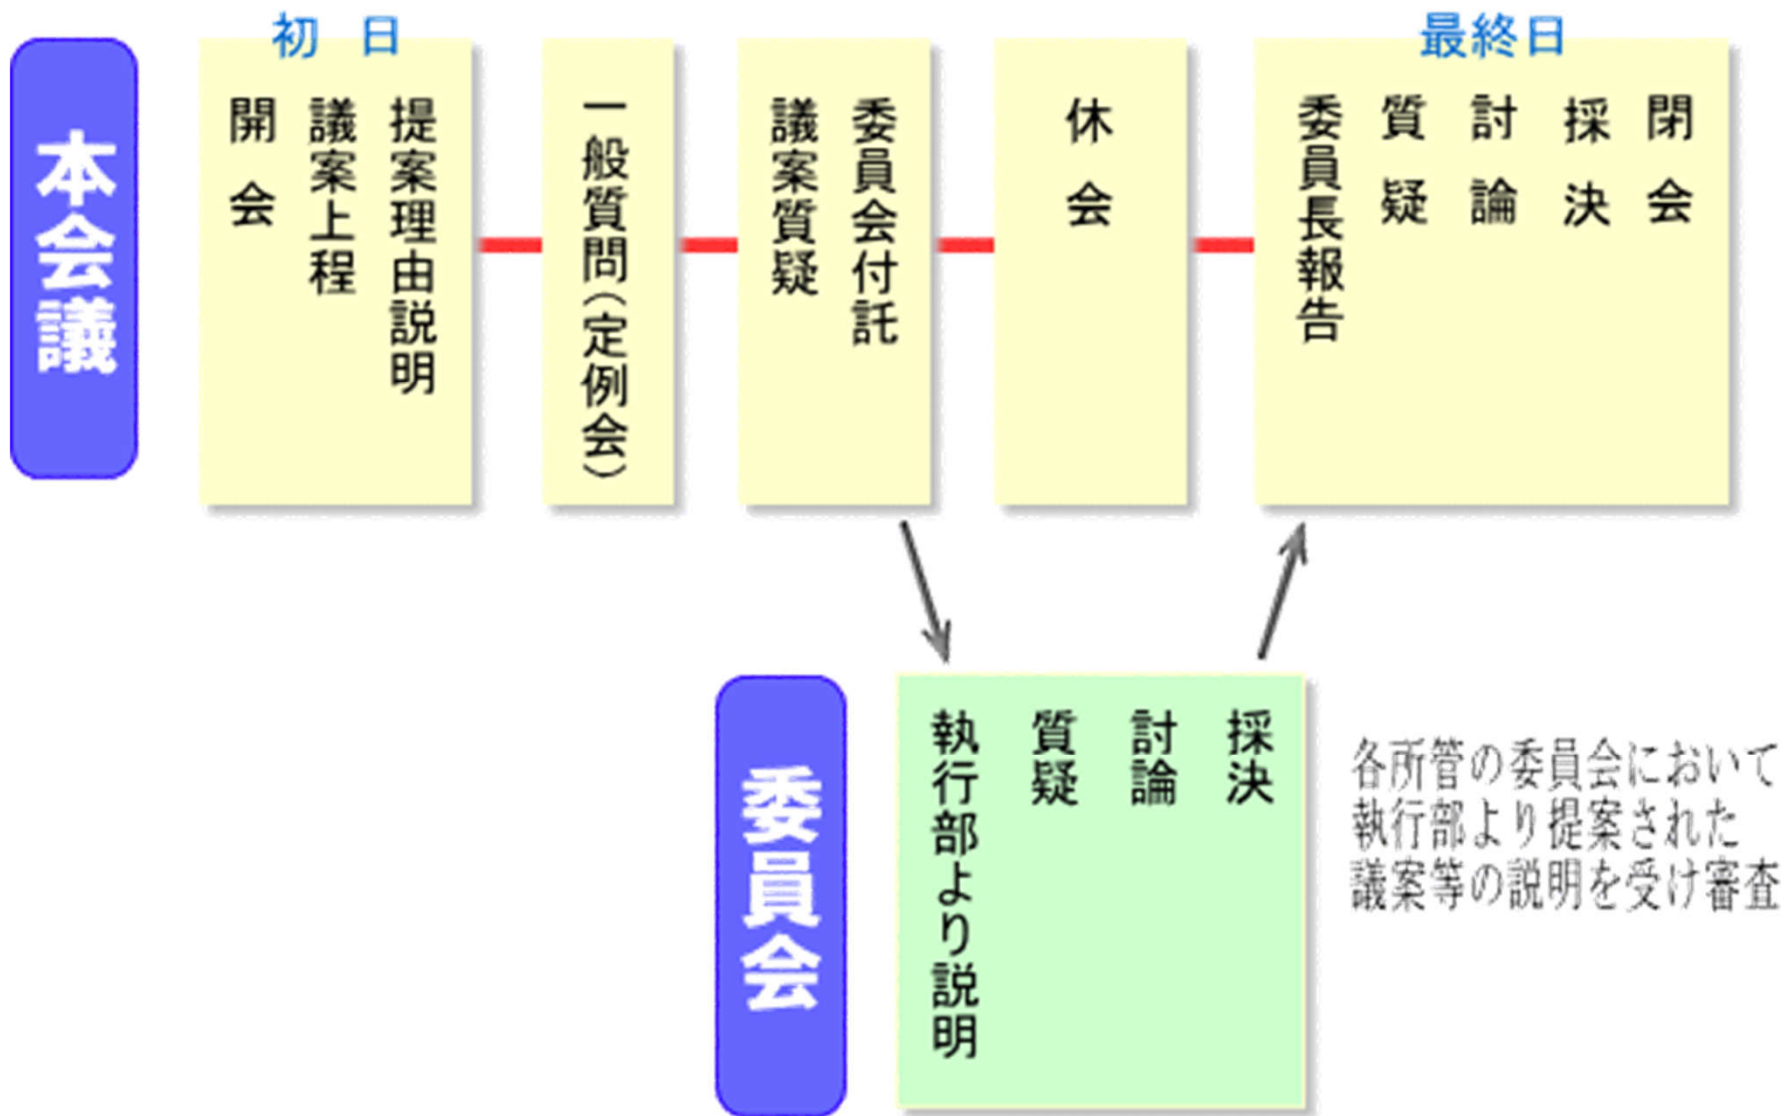 本会議
初日
開会
議案上程
提案理由説明
一般質問(定例会)
議案質疑
委員会付託
休会
最終日
委員長報告
質疑
討論
採決
閉会
委員会
執行部より説明
質疑
討論
採決
各所管の委員会において
執行部より提案された
議案等の説明を受け審査